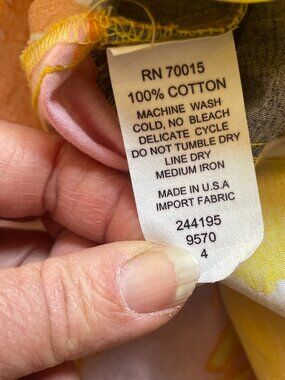 RN 70015
100% COTTON
MACHINE WASH
COLD, NO BLEACH
DELICATE CYCLE
DO NOT TUMBLE DRY
LINE DRY
MEDIUM IRON
MADE IN U.S.A
IMPORT FABRIC
244195
9570
4